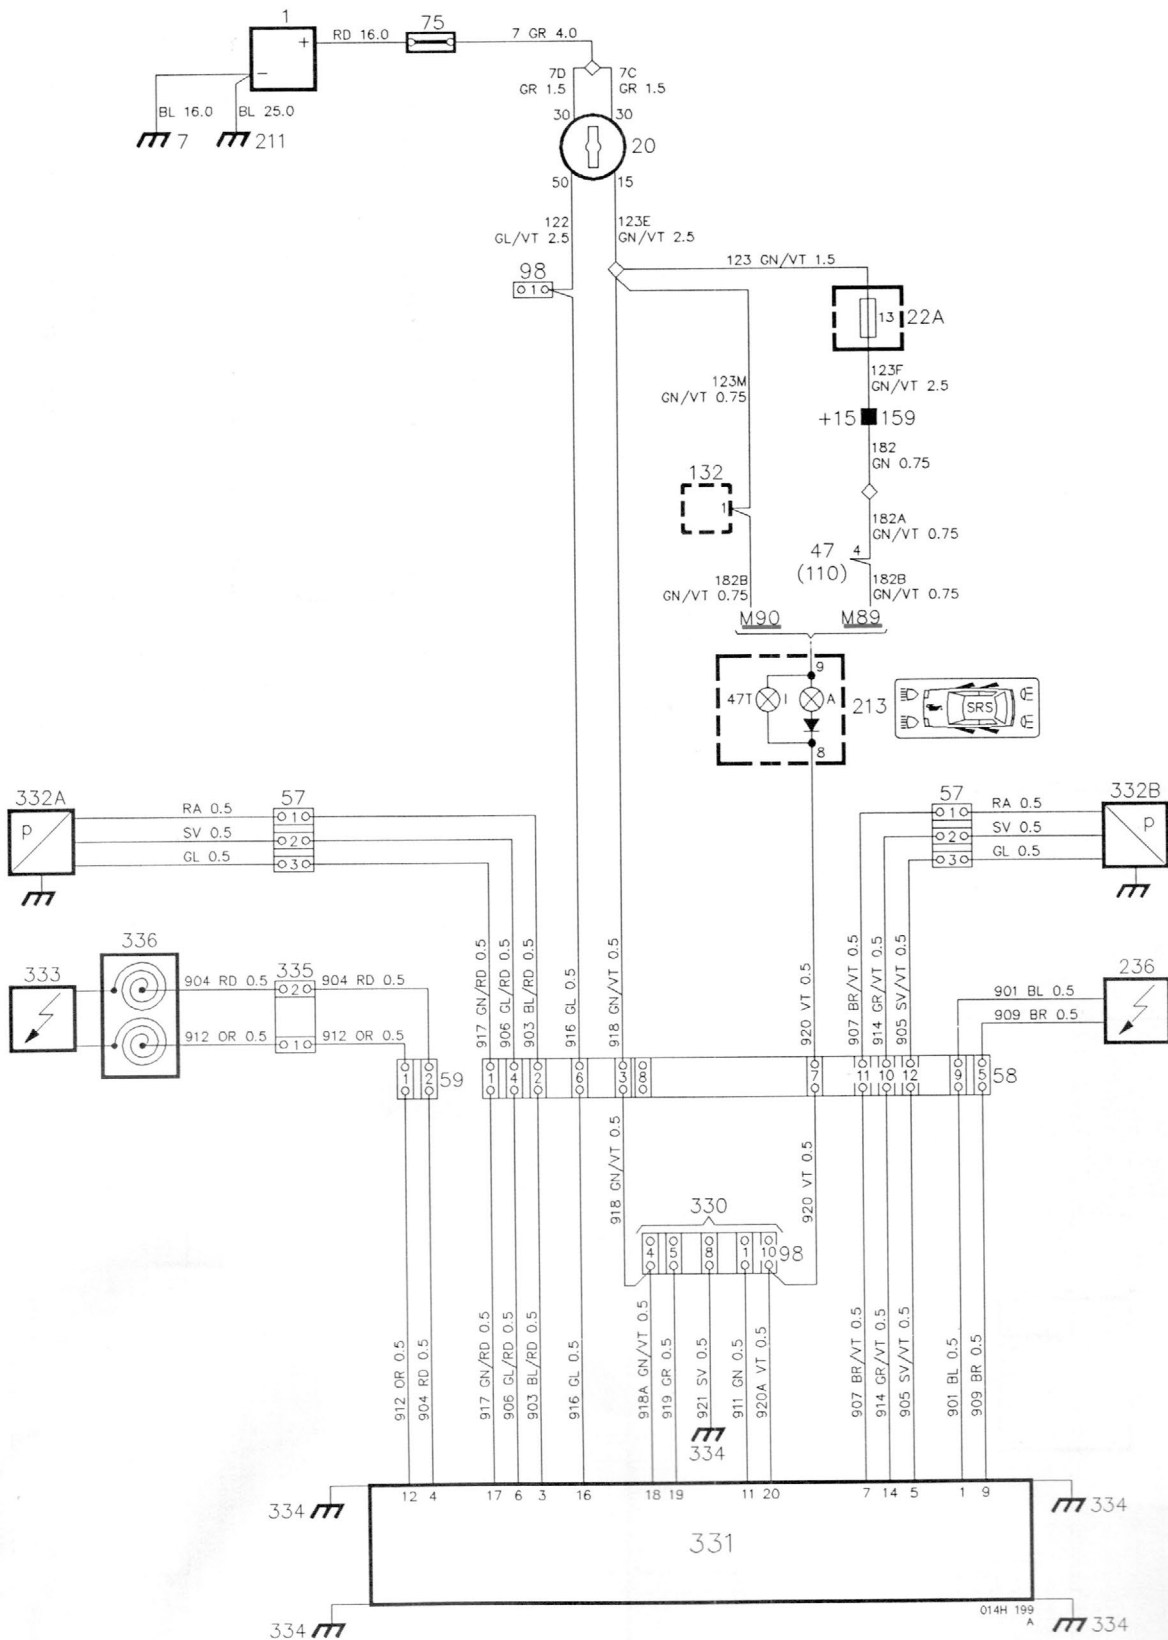 1
75
RD 16.0
7 GR 4.0
+
−
7D
GR 1.5
7C
GR 1.5
BL 16.0
BL 25.0
7
211
30
30
20
50
15
122
GL/VT 2.5
123E
GN/VT 2.5
123 GN/VT 1.5
98
1
13
22A
123M
GN/VT 0.75
123F
GN/VT 2.5
+15
159
182
GN 0.75
132
1
182A
GN/VT 0.75
47
(110)
4
182B
GN/VT 0.75
182B
GN/VT 0.75
M90
M89
9
47T
I
A
213
SRS
8
332A
57
57
332B
p
RA 0.5
1
1
RA 0.5
p
SV 0.5
2
2
SV 0.5
GL 0.5
3
3
GL 0.5
336
333
904 RD 0.5
335
2
904 RD 0.5
912 OR 0.5
1
912 OR 0.5
917 GN/RD 0.5
906 GL/RD 0.5
903 BL/RD 0.5
916 GL 0.5
918 GN/VT 0.5
920 VT 0.5
907 BR/VT 0.5
914 GR/VT 0.5
905 SV/VT 0.5
236
901 BL 0.5
909 BR 0.5
1
2
59
1
4
2
6
3
8
7
11
10
12
9
5
58
918 GN/VT 0.5
920 VT 0.5
330
4
5
8
1
10
98
912 OR 0.5
904 RD 0.5
917 GN/RD 0.5
906 GL/RD 0.5
903 BL/RD 0.5
916 GL 0.5
918A GN/VT 0.5
919 GR 0.5
921 SV 0.5
911 GN 0.5
920A VT 0.5
907 BR/VT 0.5
914 GR/VT 0.5
905 SV/VT 0.5
901 BL 0.5
909 BR 0.5
334
334
12
4
17
6
3
16
18
19
11
20
7
14
5
1
9
334
331
334
014H 199
A
334